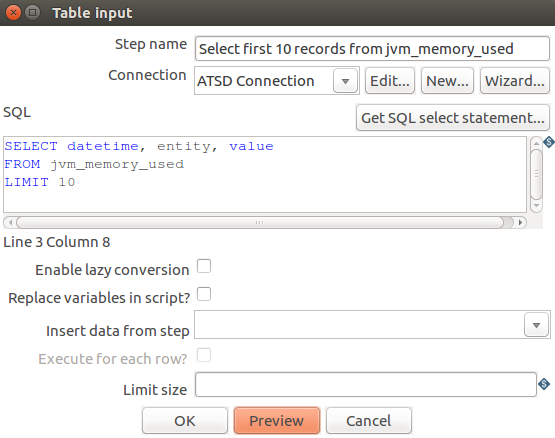 Table input
Step name Select first 10 records from jvm_memory_used
Connection ATSD Connection Edit... New... Wizard...
SQL Get SQL select statement...
SELECT datetime, entity, value
FROM jvm_memory_used
LIMIT 10
Line 3 Column 8
Enable lazy conversion
Replace variables in script?
Insert data from step
Execute for each row?
Limit size
OK Preview Cancel